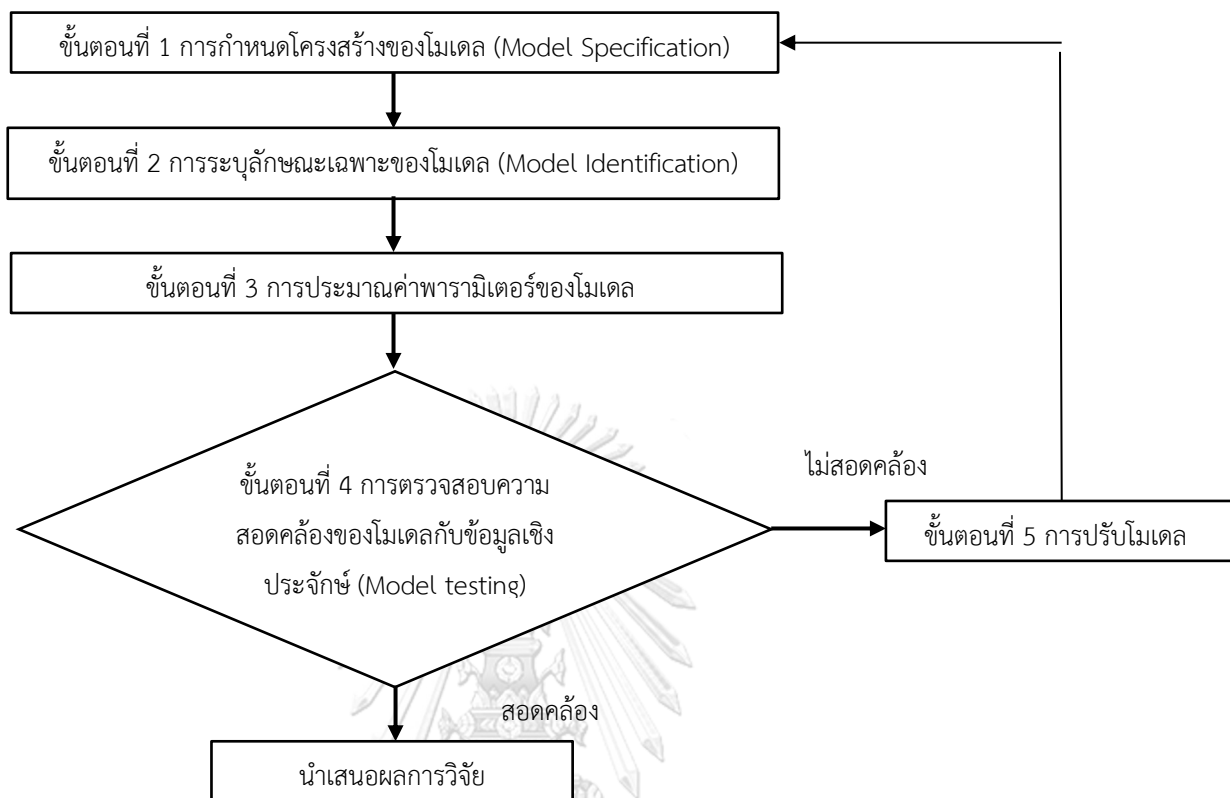 ขั้นตอนที่ 1 การกำหนดโครงสร้างของโมเดล (Model Specification)
ขั้นตอนที่ 2 การระบุลักษณะเฉพาะของโมเดล (Model Identification)
ขั้นตอนที่ 3 การประมาณค่าพารามิเตอร์ของโมเดล
ขั้นตอนที่ 4 การตรวจสอบความ
สอดคล้องของโมเดลกับข้อมูลเชิง
ประจักษ์ (Model testing)
ไม่สอดคล้อง
ขั้นตอนที่ 5 การปรับโมเดล
สอดคล้อง
นำเสนอผลการวิจัย